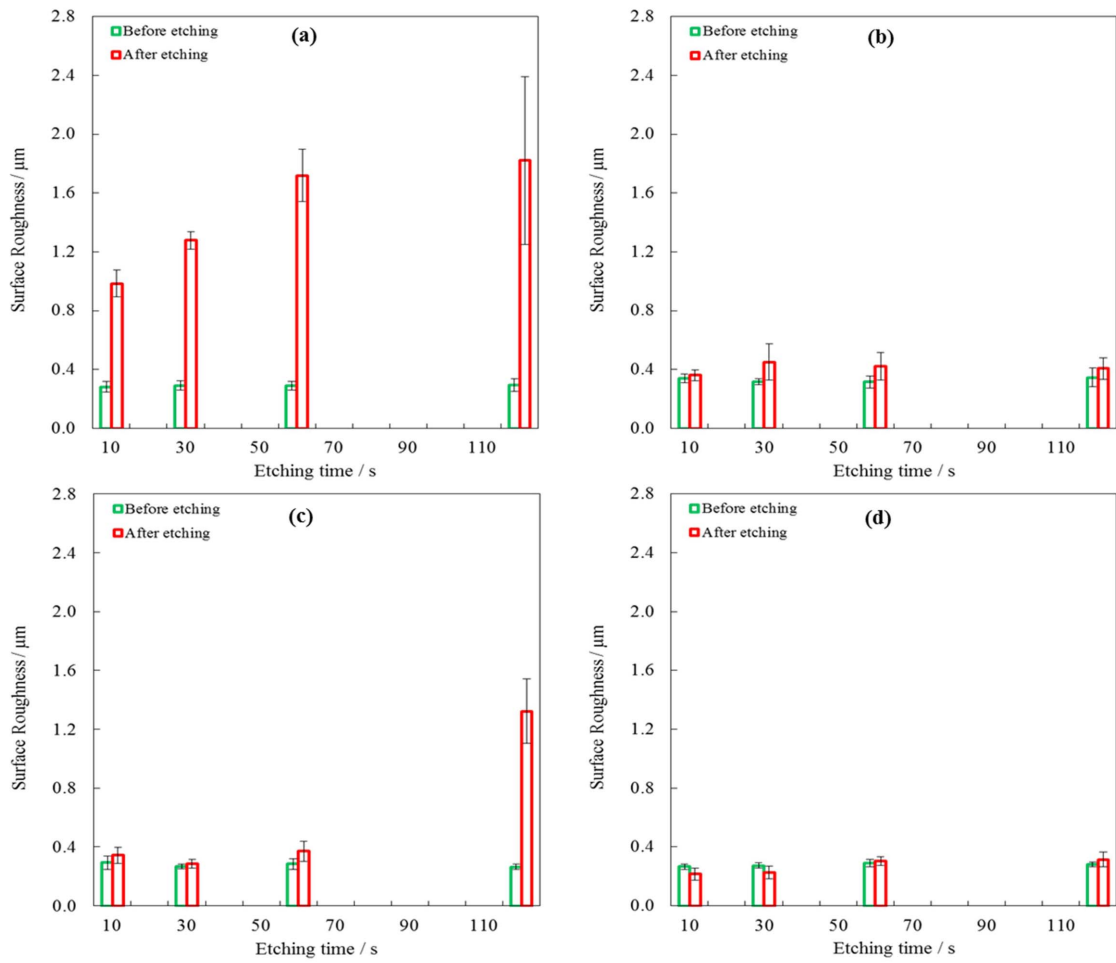 2.8
Before etching
(a)
After etching
2.4
2.0
1.6
1.2
0.8
0.4
0.0
Surface Roughness / μm
10 30 50 70 90 110
Etching time / s
2.8
Before etching
(b)
After etching
2.4
2.0
1.6
1.2
0.8
0.4
0.0
Surface Roughness / μm
10 30 50 70 90 110
Etching time / s
2.8
Before etching
(c)
After etching
2.4
2.0
1.6
1.2
0.8
0.4
0.0
Surface Roughness / μm
10 30 50 70 90 110
Etching time / s
2.8
Before etching
(d)
After etching
2.4
2.0
1.6
1.2
0.8
0.4
0.0
Surface Roughness / μm
10 30 50 70 90 110
Etching time / s